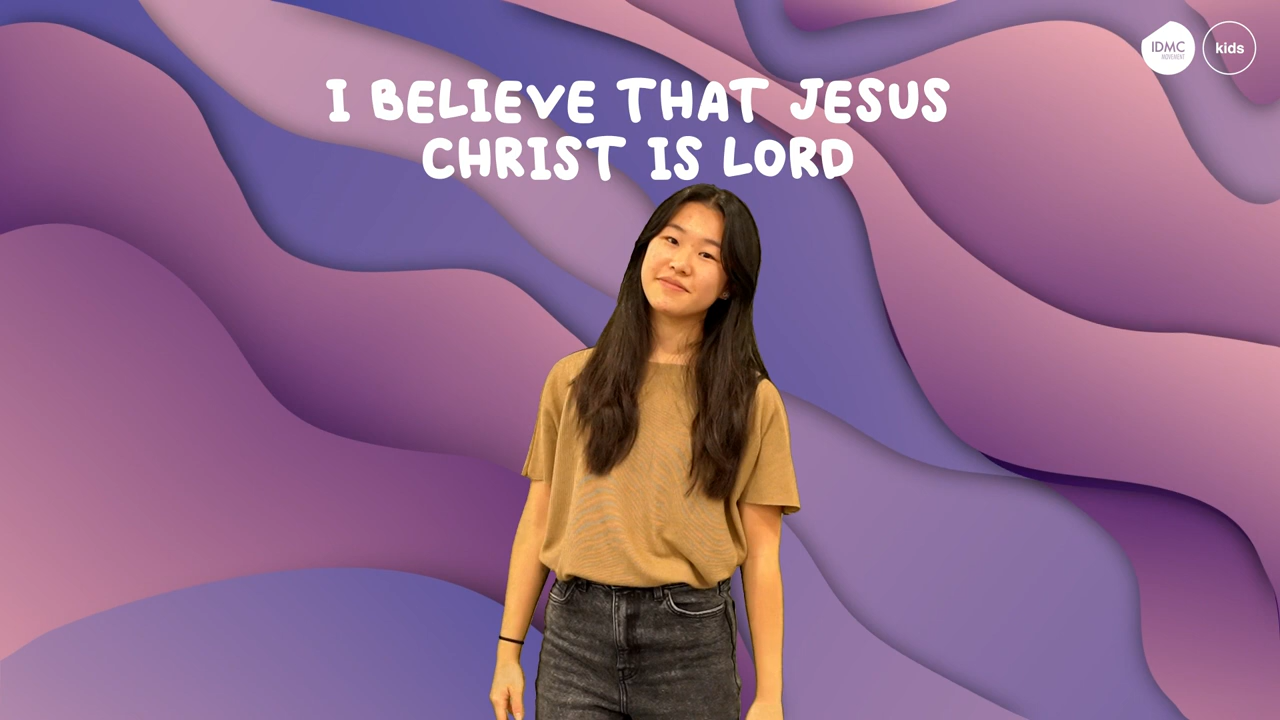 I BELIEVE THAT JESUS
CHRIST IS LORD
IDMC
MOVEMENT
kids